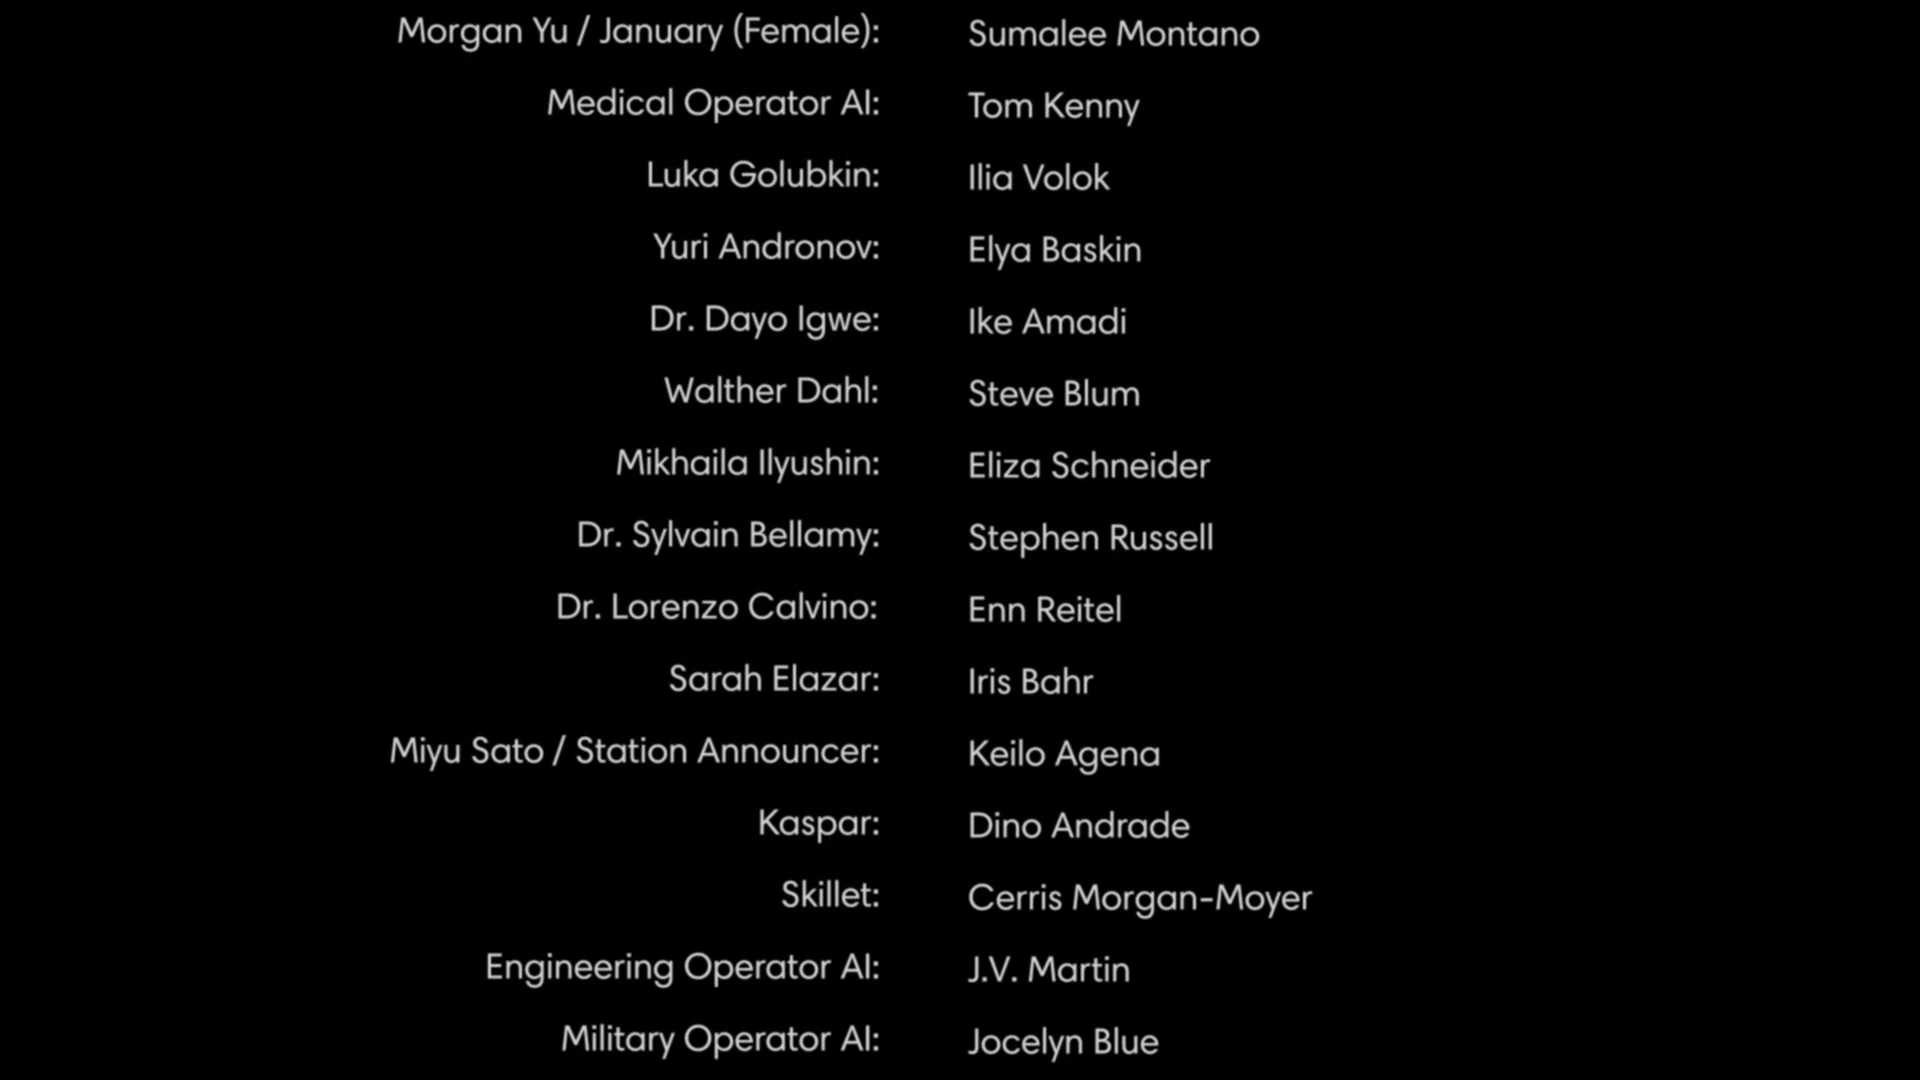 Morgan Yu / January (Female): Sumalee Montano
Medical Operator AI: Tom Kenny
Luka Golubkin: Ilia Volok
Yuri Andronov: Elya Baskin
Dr. Dayo Igwe: Ike Amadi
Walther Dahl: Steve Blum
Mikhaila Ilyushin: Eliza Schneider
Dr. Sylvain Bellamy: Stephen Russell
Dr. Lorenzo Calvino: Enn Reitel
Sarah Elazar: Iris Bahr
Miyu Sato / Station Announcer: Keilo Agena
Kaspar: Dino Andrade
Skillet: Cerris Morgan-Moyer
Engineering Operator AI: J.V. Martin
Military Operator AI: Jocelyn Blue